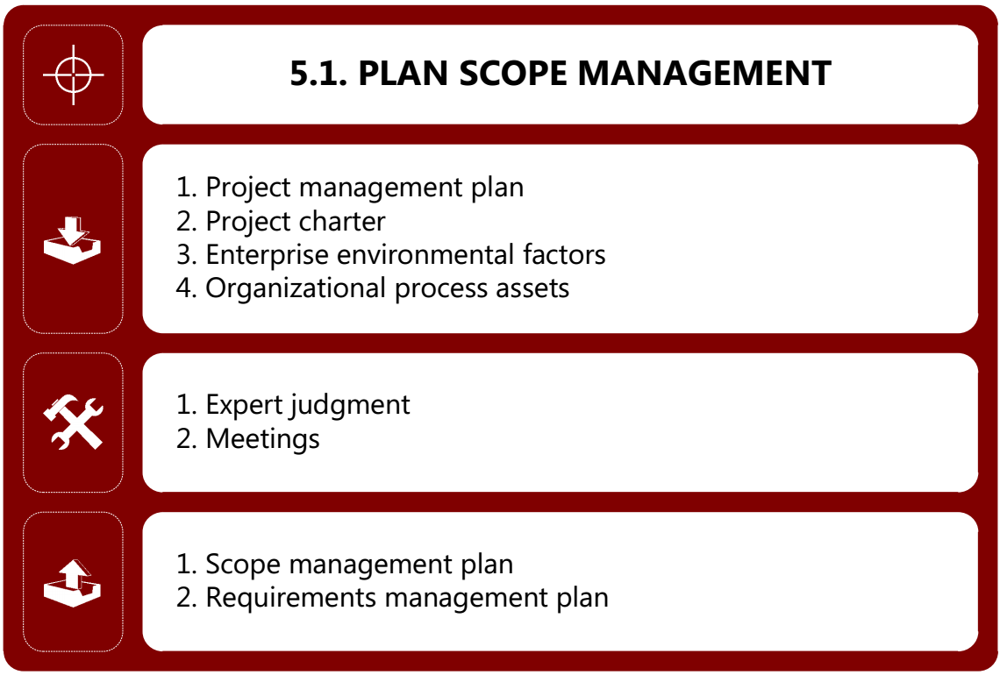 5.1. PLAN SCOPE MANAGEMENT
1. Project management plan
2. Project charter
3. Enterprise environmental factors
4. Organizational process assets
1. Expert judgment
2. Meetings
1. Scope management plan
2. Requirements management plan